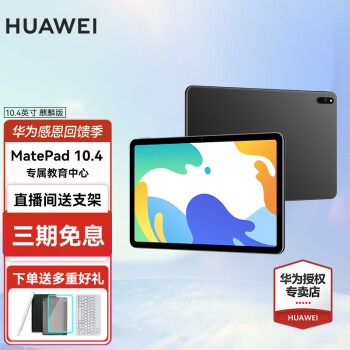 HUAWEI
10.4英寸 麒麟版
华为感恩回馈季
MatePad 10.4
专属教育中心
直播间送支架
三期免息
下单送多重好礼
华为授权
专卖店
HUAWEI